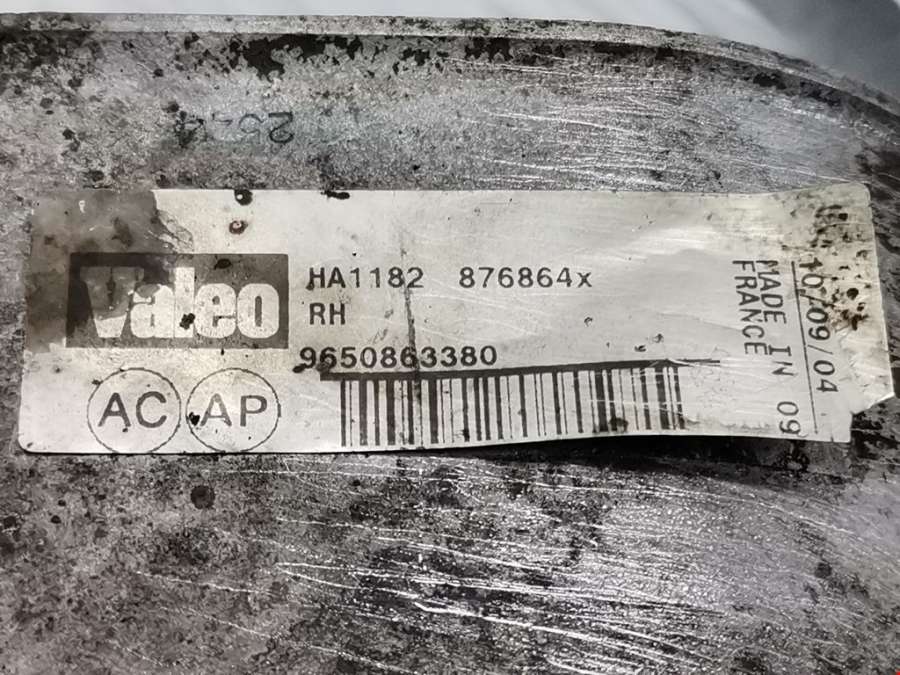 Valeo
HA1182 876864x
RH
9650863380
AC AP
MADE IN 09
FRANCE
10/09/04